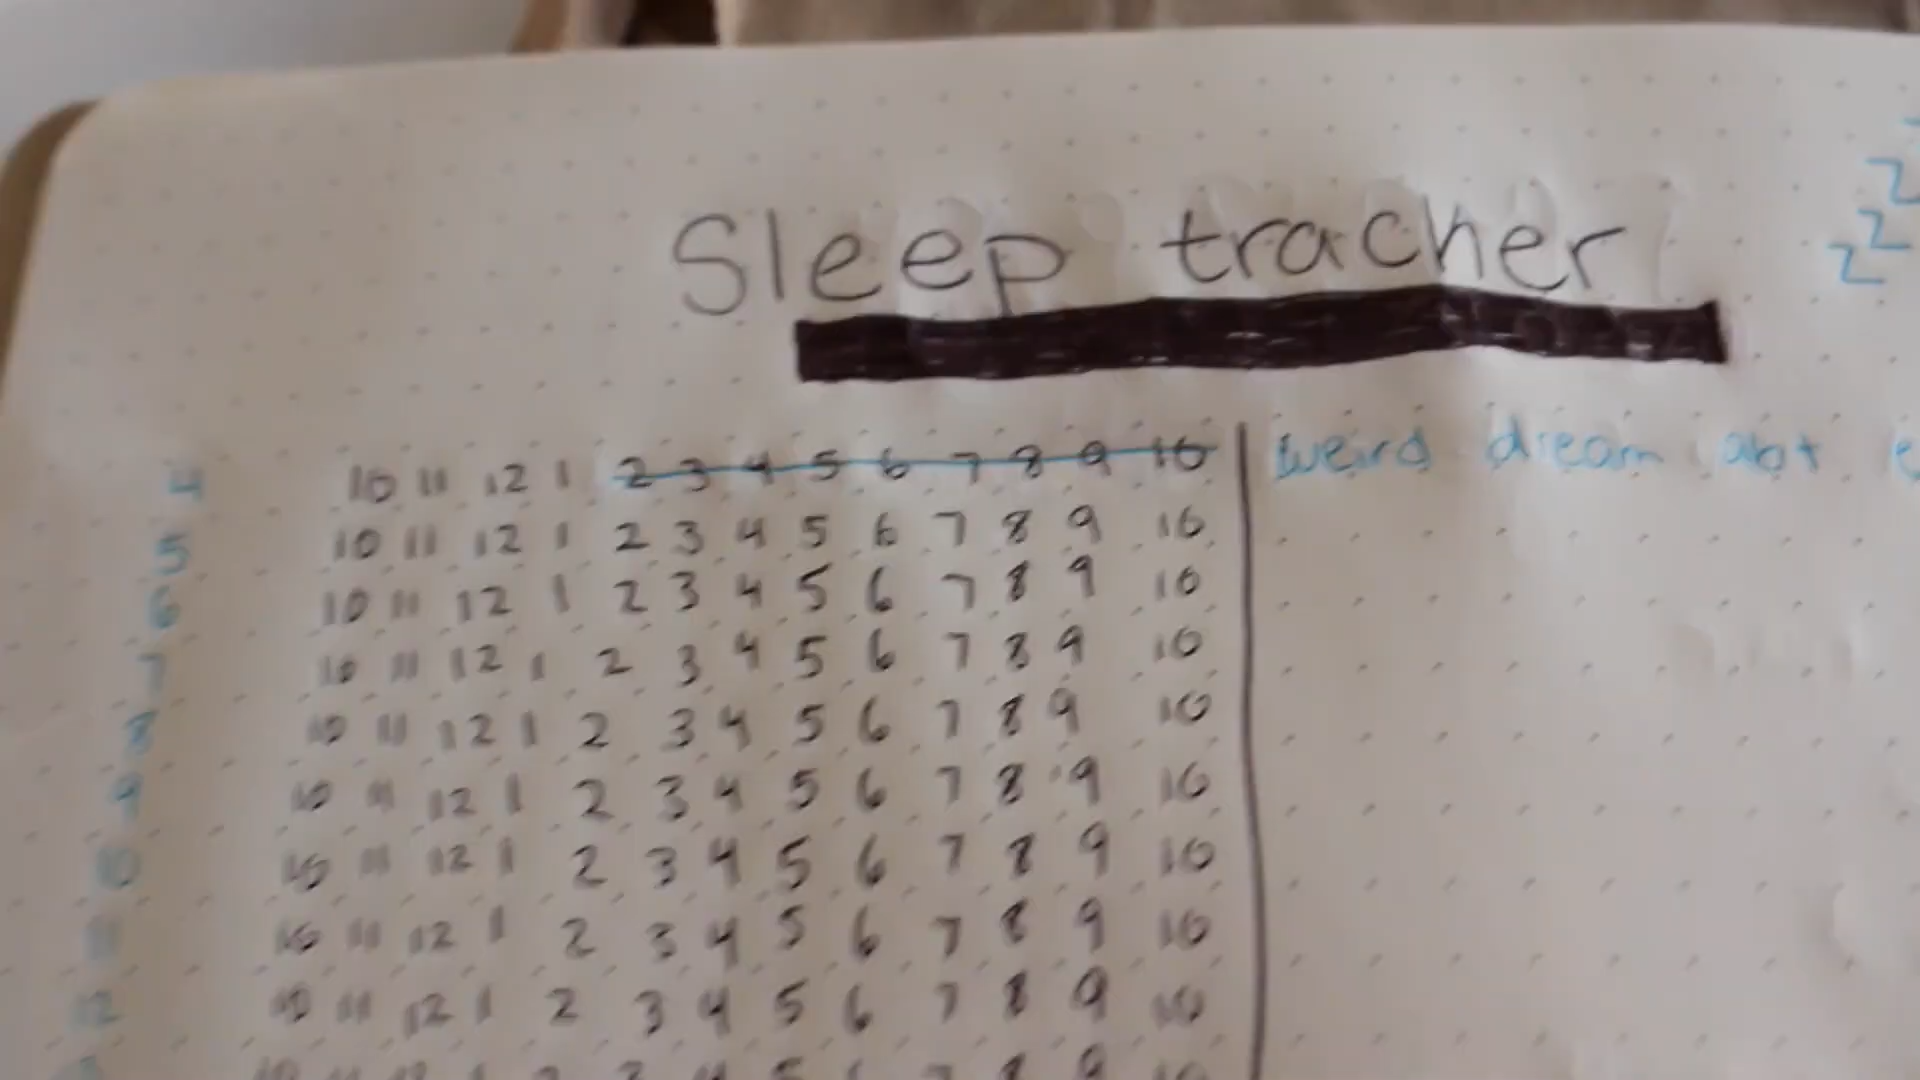 Sleep tracker
z z z
4 10 11 12 1 2 3 4 5 6 7 8 9 10 weird dream abt
5 10 11 12 1 2 3 4 5 6 7 8 9 10
6 10 11 12 1 2 3 4 5 6 7 8 9 10
7 10 11 12 1 2 3 4 5 6 7 8 9 10
8 10 11 12 1 2 3 4 5 6 7 8 9 10
9 10 11 12 1 2 3 4 5 6 7 8 9 10
10 10 11 12 1 2 3 4 5 6 7 8 9 10
11 10 11 12 1 2 3 4 5 6 7 8 9 10
12 10 11 12 1 2 3 4 5 6 7 8 9 10